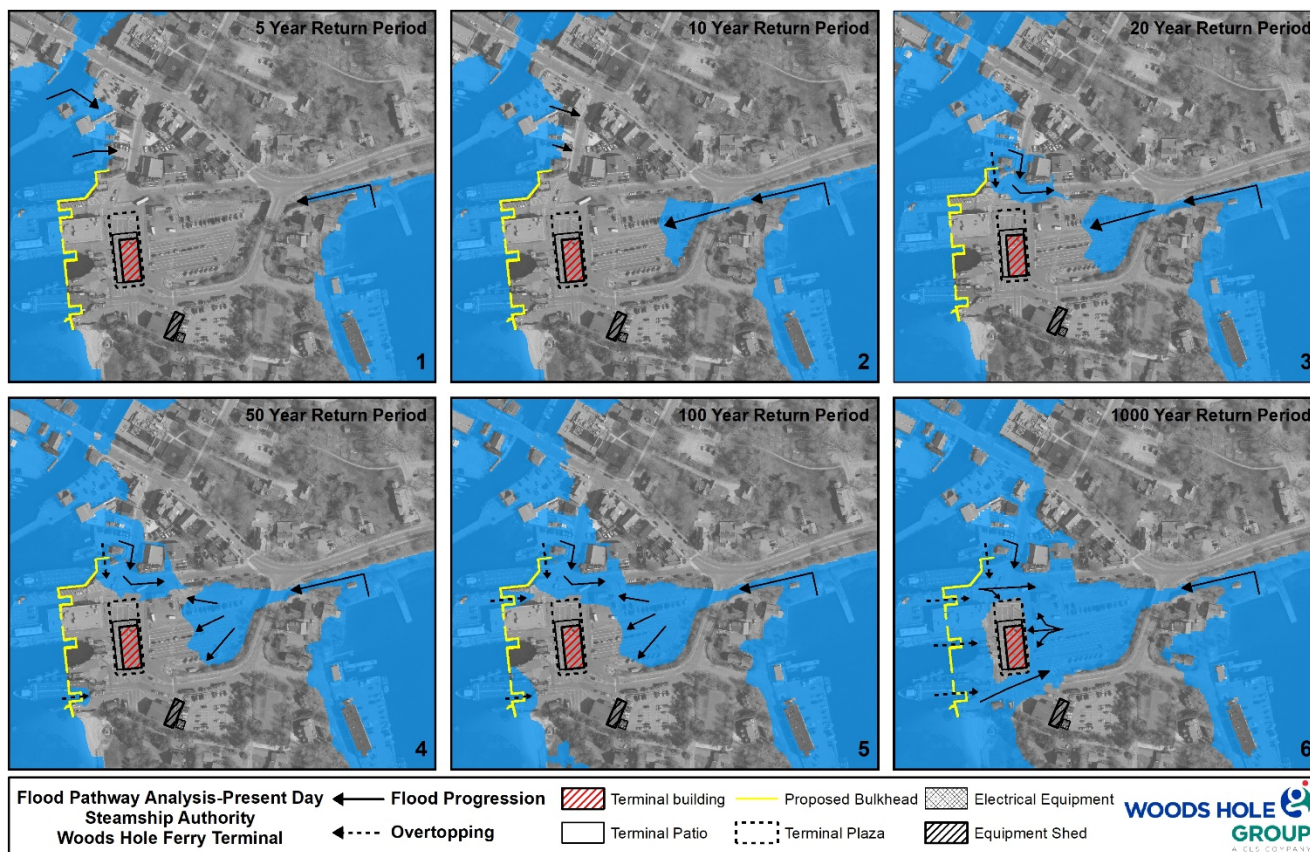 5 Year Return Period
1
10 Year Return Period
2
20 Year Return Period
3
50 Year Return Period
4
100 Year Return Period
5
1000 Year Return Period
6
Flood Pathway Analysis-Present Day
Steamship Authority
Woods Hole Ferry Terminal
Flood Progression
Overtopping
Terminal building
Terminal Patio
Proposed Bulkhead
Terminal Plaza
Electrical Equipment
Equipment Shed
WOODS HOLE
GROUP
A CLS COMPANY